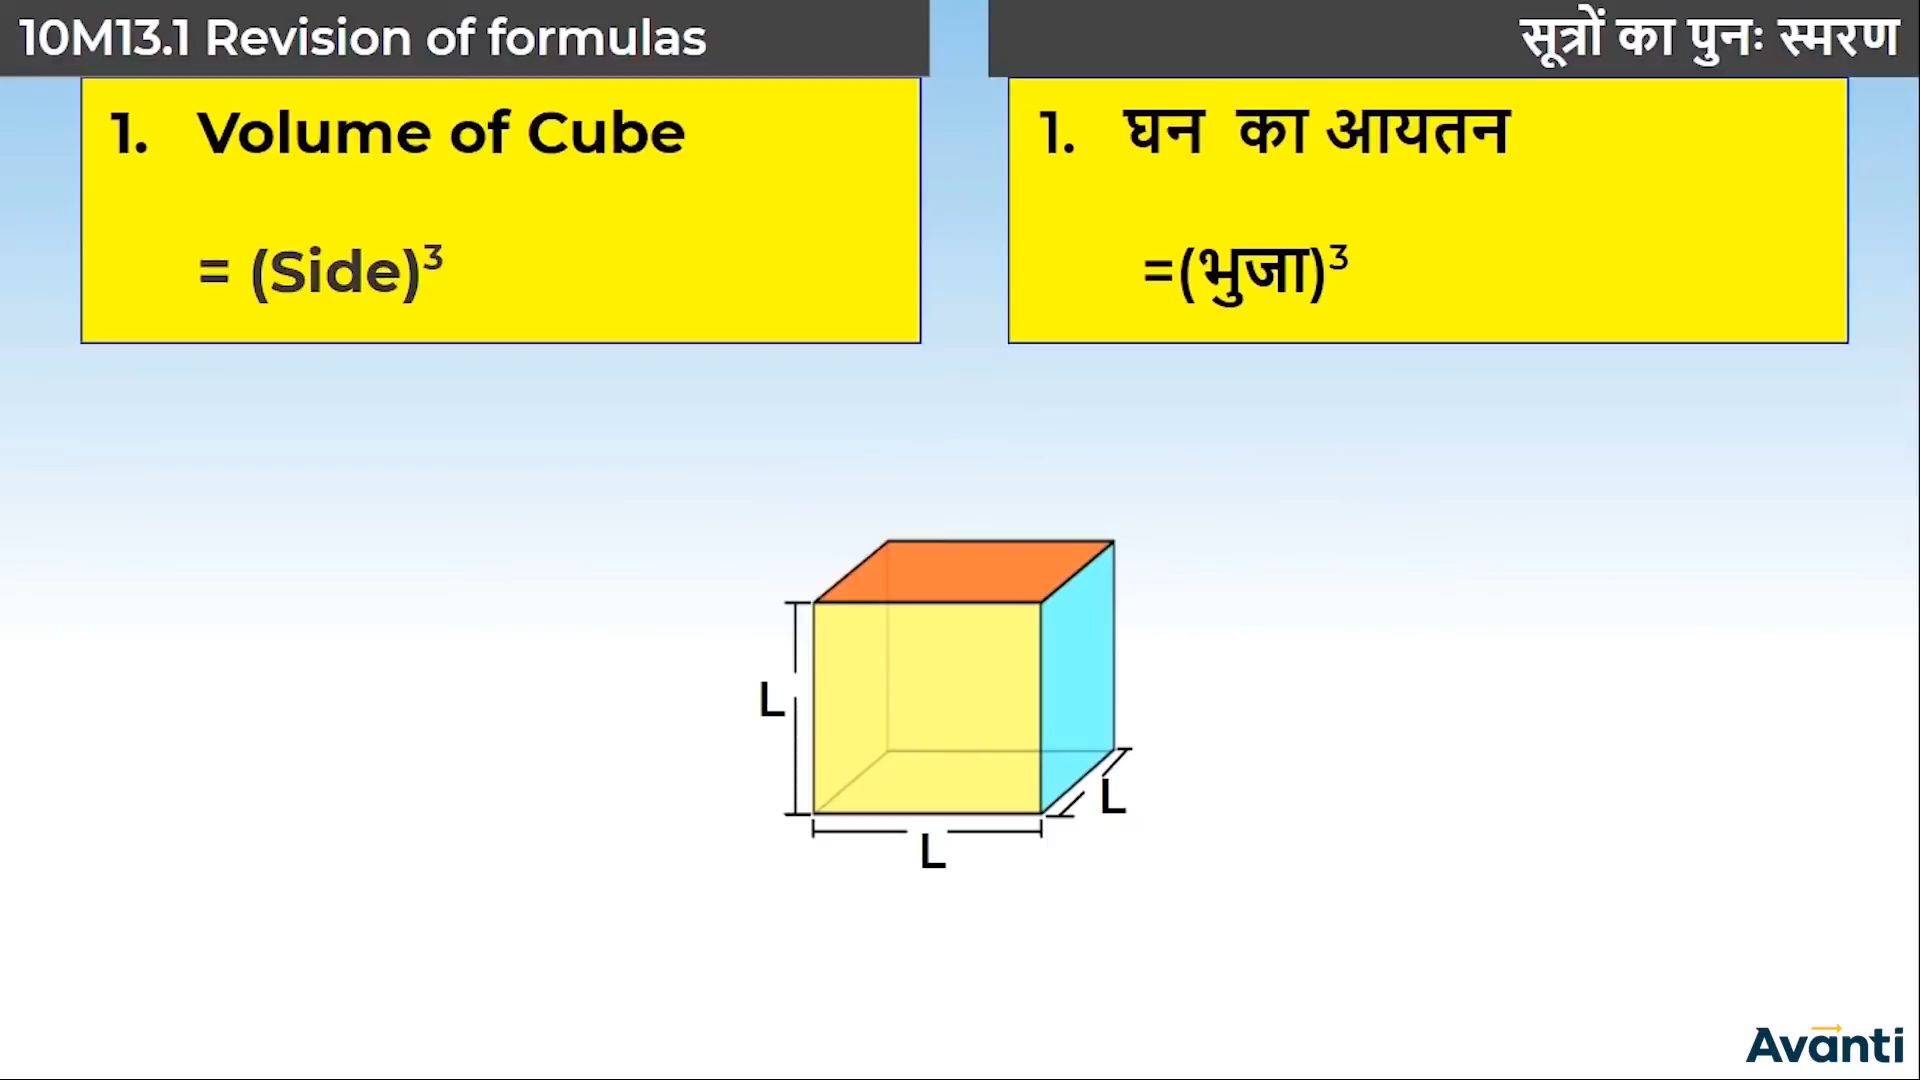 10M13.1 Revision of formulas
सूत्रों का पुनः स्मरण
1. Volume of Cube
= (Side)³
1. घन का आयतन
=(भुजा)³
L
L
L
Avanti